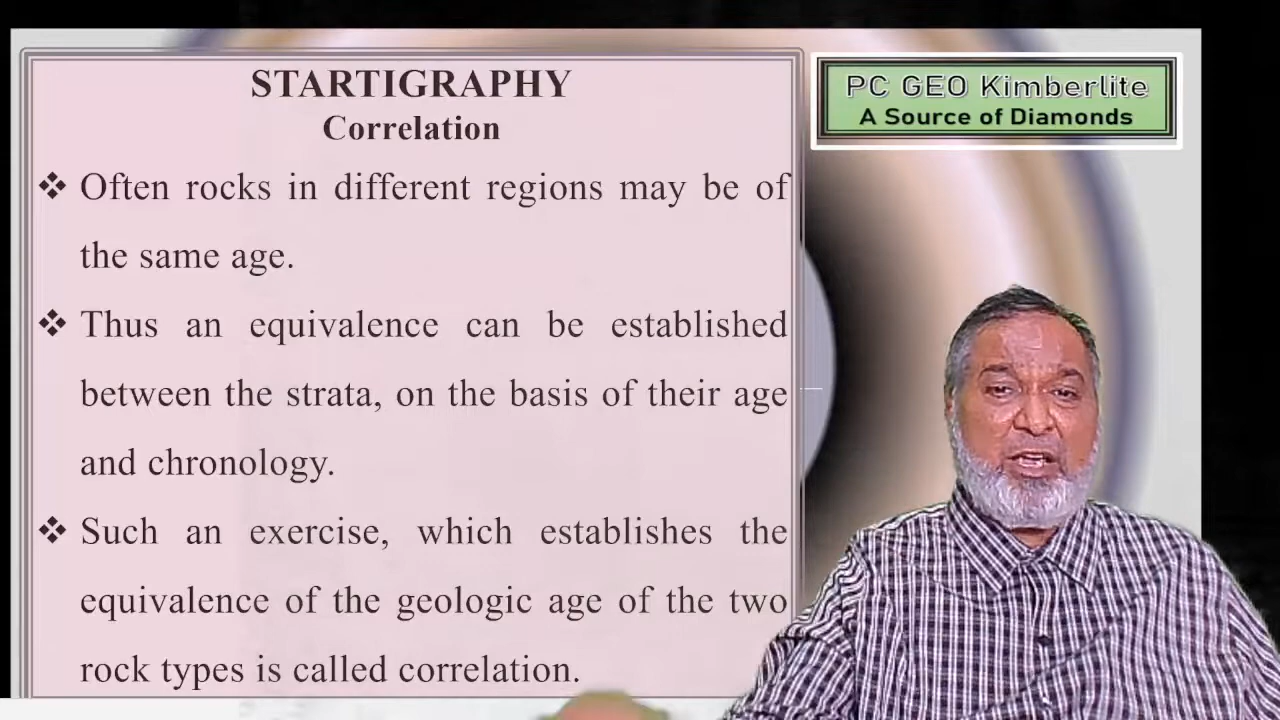 STARTIGRAPHY
Correlation
❖ Often rocks in different regions may be of
the same age.
❖ Thus an equivalence can be established
between the strata, on the basis of their age
and chronology.
❖ Such an exercise, which establishes the
equivalence of the geologic age of the two
rock types is called correlation.
PC GEO Kimberlite
A Source of Diamonds